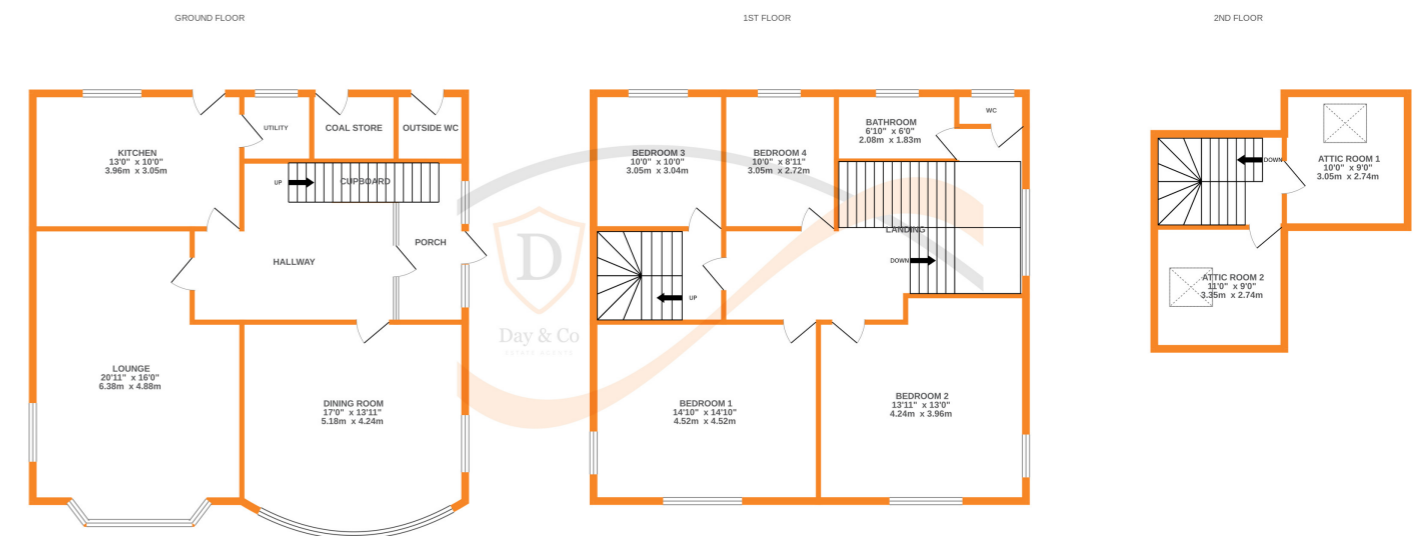 GROUND FLOOR
1ST FLOOR
2ND FLOOR
KITCHEN
13'0" x 10'0"
3.96m x 3.05m
UTILITY
COAL STORE
OUTSIDE WC
UP
CUPBOARD
PORCH
HALLWAY
LOUNGE
20'11" x 16'0"
6.38m x 4.88m
DINING ROOM
17'0" x 13'11"
5.18m x 4.24m
D
Day & Co
ESTATE AGENTS
BEDROOM 3
10'0" x 10'0"
3.05m x 3.04m
BEDROOM 4
10'0" x 8'11"
3.05m x 2.72m
BATHROOM
6'10" x 6'0"
2.08m x 1.83m
WC
LANDING
DOWN
UP
BEDROOM 1
14'10" x 14'10"
4.52m x 4.52m
BEDROOM 2
13'11" x 13'0"
4.24m x 3.96m
DOWN
ATTIC ROOM 1
10'0" x 9'0"
3.05m x 2.74m
ATTIC ROOM 2
11'0" x 9'0"
3.35m x 2.74m